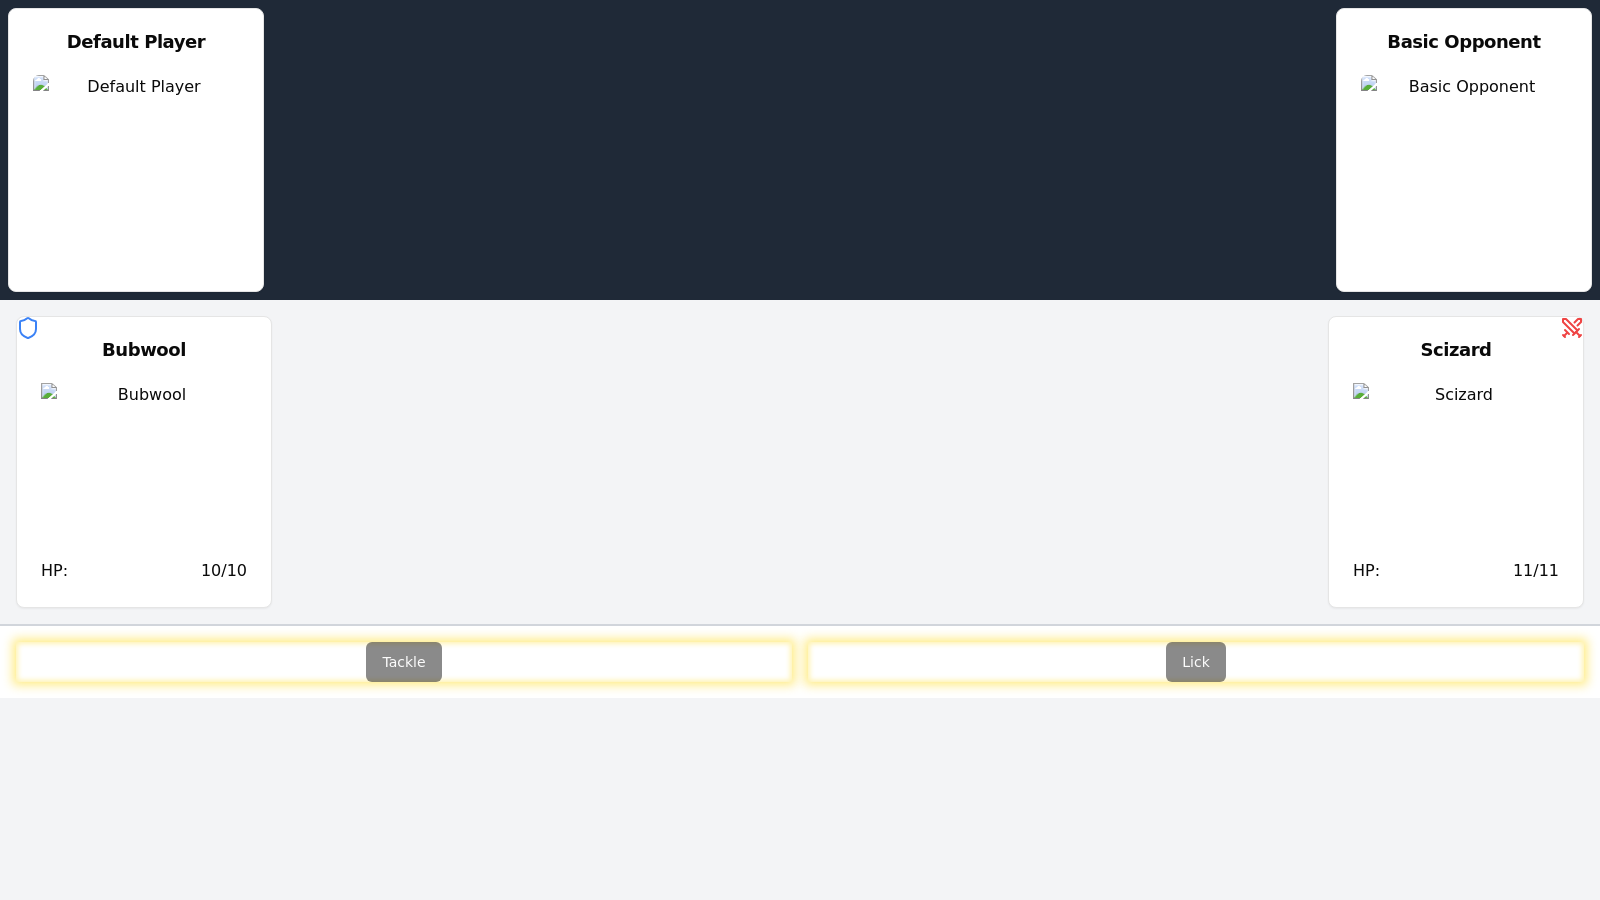 Default Player
Default Player
Basic Opponent
Basic Opponent
Bubwool
Bubwool
HP: 10/10
Scizard
Scizard
HP: 11/11
Tackle
Lick